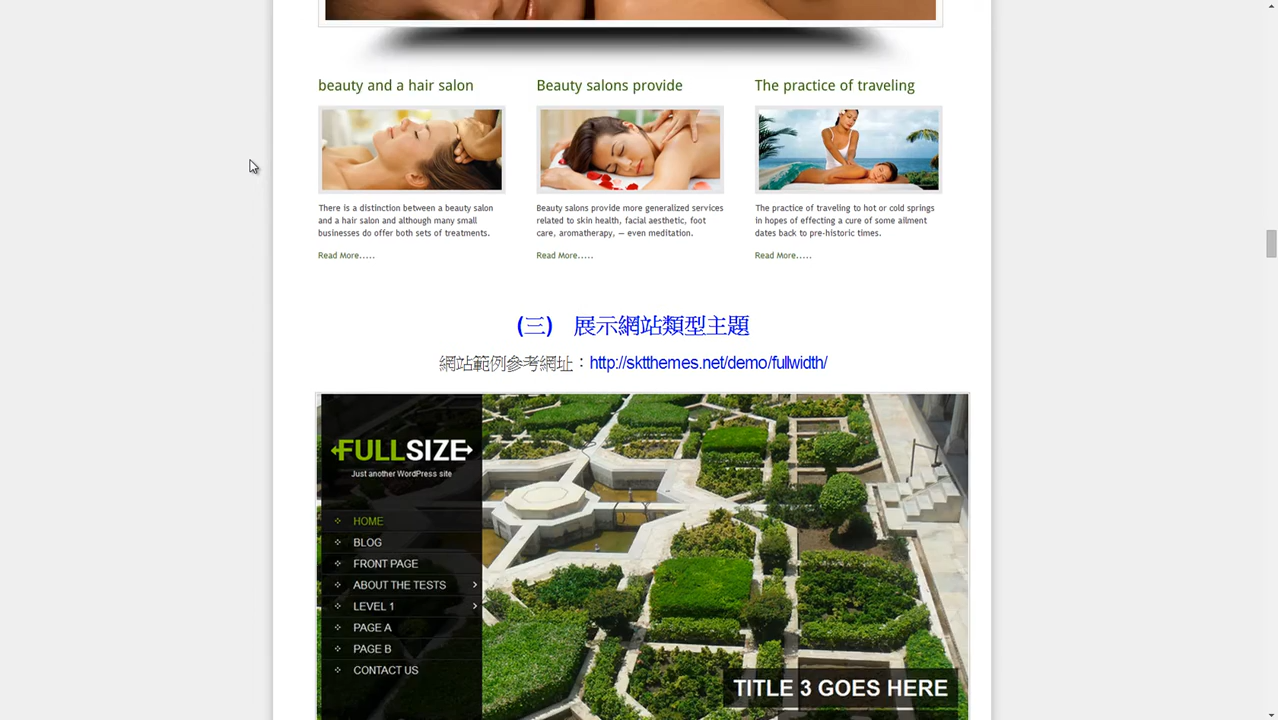 beauty and a hair salon
Beauty salons provide
The practice of traveling
There is a distinction between a beauty salon
and a hair salon and although many small
businesses do offer both sets of treatments.
Read More.....
Beauty salons provide more generalized services
related to skin health, facial aesthetic, foot
care, aromatherapy, — even meditation.
Read More.....
The practice of traveling to hot or cold springs
in hopes of effecting a cure of some ailment
dates back to pre-historic times.
Read More.....
(三) 展示網站類型主題
網站範例參考網址：http://sktthemes.net/demo/fullwidth/
FULLSIZE
Just another WordPress site
HOME
BLOG
FRONT PAGE
ABOUT THE TESTS
LEVEL 1
PAGE A
PAGE B
CONTACT US
TITLE 3 GOES HERE